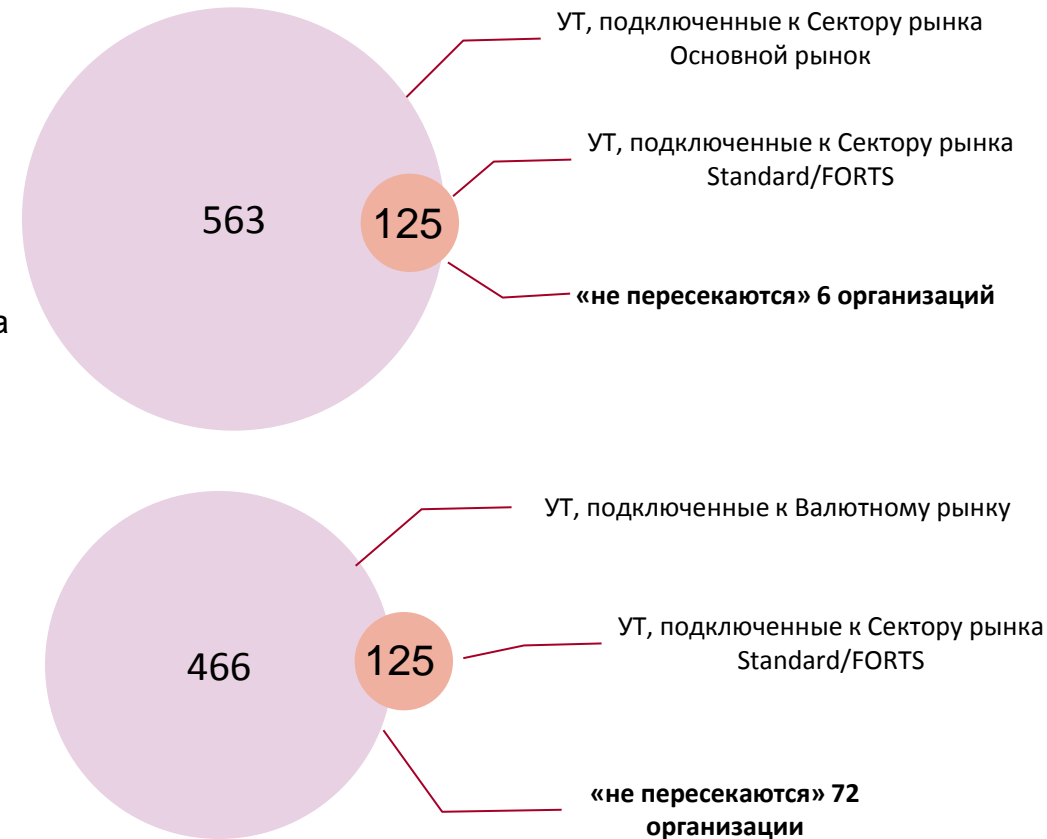 УТ, подключенные к Сектору рынка
Основной рынок
УТ, подключенные к Сектору рынка
Standard/FORTS
563
125
«не пересекаются» 6 организаций
а
УТ, подключенные к Валютному рынку
УТ, подключенные к Сектору рынка
Standard/FORTS
466
125
«не пересекаются» 72
организации